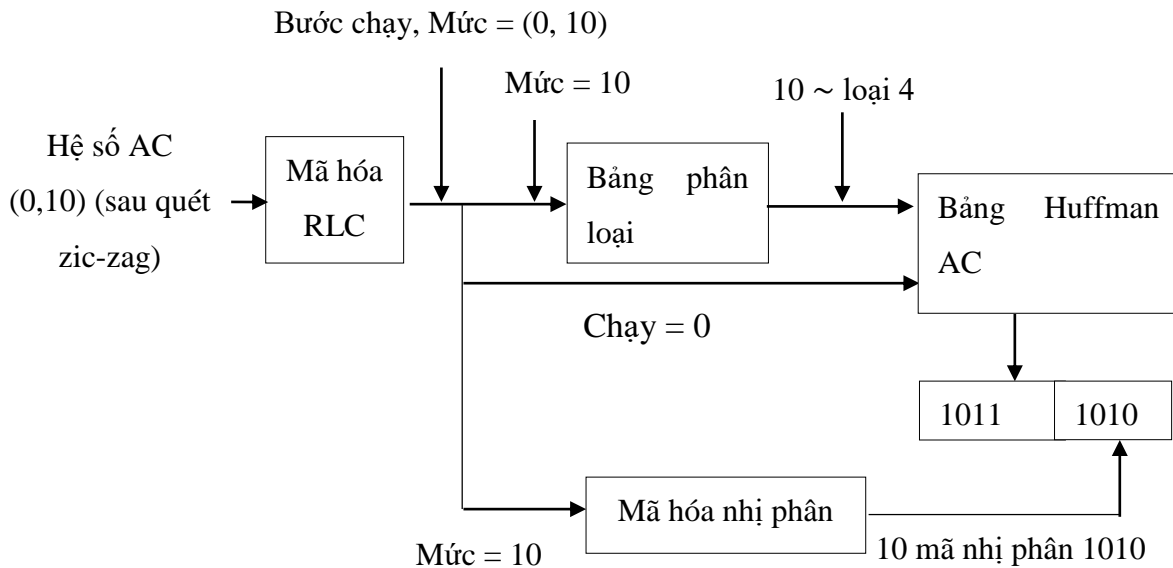 Bước chạy, Mức = (0, 10)
Mức = 10
10 ~ loại 4
Hệ số AC
(0,10) (sau quét
zic-zag)
Mã hóa
RLC
Bảng phân
loại
Bảng Huffman
AC
Chạy = 0
1011
1010
Mã hóa nhị phân
Mức = 10
10 mã nhị phân 1010